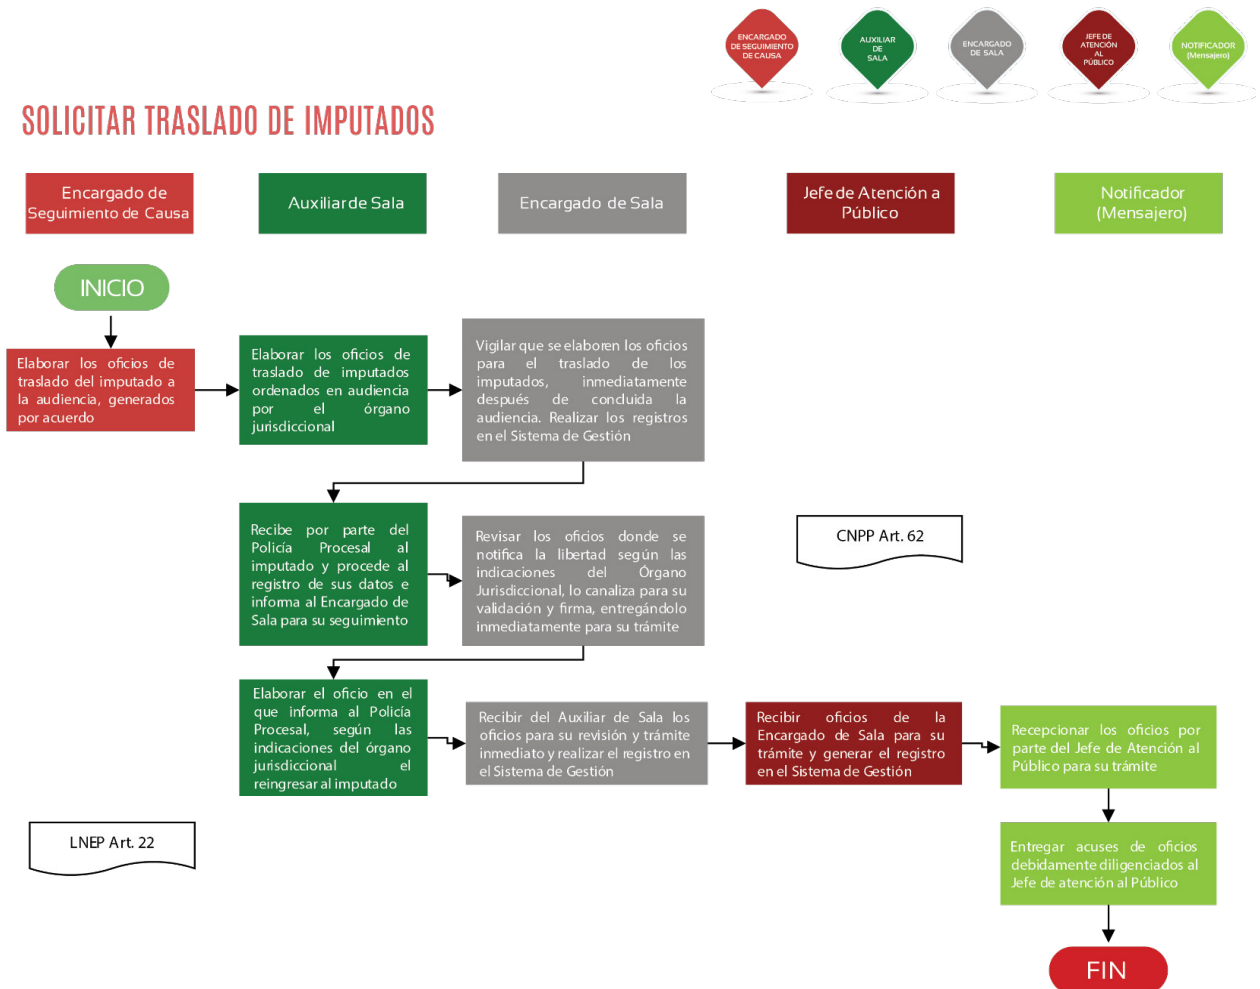 ENCARGADO
DE SEGUIMIENTO
DE CAUSA
AUXILIAR
DE
SALA
ENCARGADO
DE SALA
JEFE DE
ATENCIÓN
AL
PÚBLICO
NOTIFICADOR
(Mensajero)
SOLICITAR TRASLADO DE IMPUTADOS
Encargado de
Seguimiento de Causa
Auxiliar de Sala
Encargado de Sala
Jefe de Atención a
Público
Notificador
(Mensajero)
INICIO
Elaborar los oficios de
traslado del imputado a
la audiencia, generados
por acuerdo
Elaborar los oficios de
traslado de imputados
ordenados en audiencia
por el órgano
jurisdiccional
Vigilar que se elaboren los oficios
para el traslado de los
imputados, inmediatamente
después de concluida la
audiencia. Realizar los registros
en el Sistema de Gestión
Recibe por parte del
Policía Procesal al
imputado y procede al
registro de sus datos e
informa al Encargado de
Sala para su seguimiento
Revisar los oficios donde se
notifica la libertad según las
indicaciones del Órgano
Jurisdiccional, lo canaliza para su
validación y firma, entregándolo
inmediatamente para su trámite
CNPP Art. 62
Elaborar el oficio en el
que informa al Policía
Procesal, según las
indicaciones del órgano
jurisdiccional el
reingresar al imputado
Recibir del Auxiliar de Sala los
oficios para su revisión y trámite
inmediato y realizar el registro en
el Sistema de Gestión
Recibir oficios de la
Encargado de Sala para su
trámite y generar el registro
en el Sistema de Gestión
Recepcionar los oficios por
parte del Jefe de Atención al
Público para su trámite
LNEP Art. 22
Entregar acuses de oficios
debidamente diligenciados al
Jefe de atención al Público
FIN